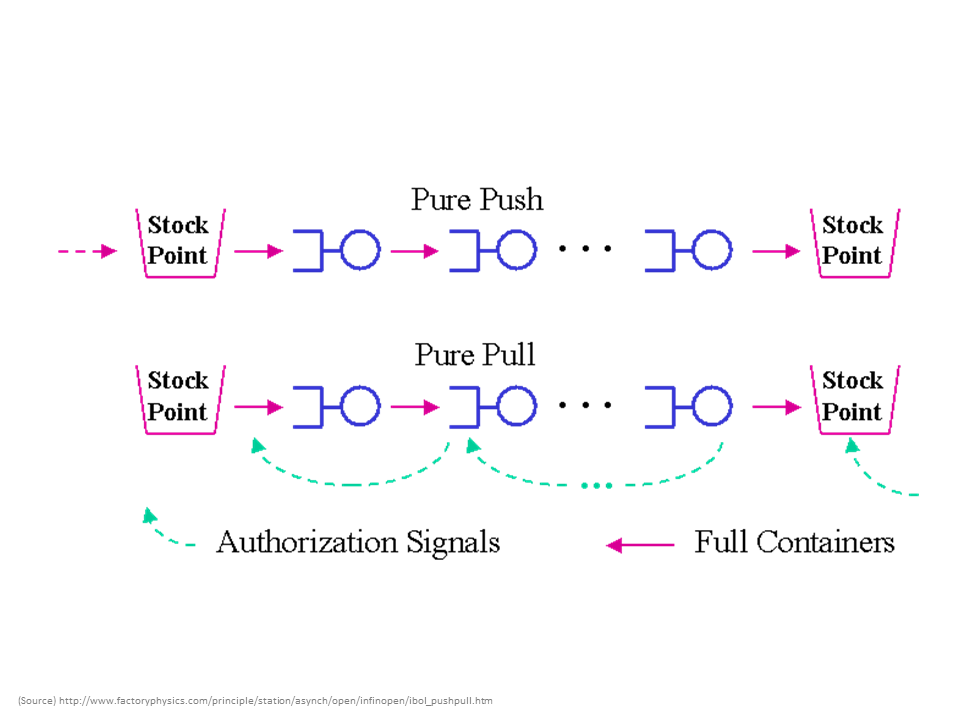 Pure Push
Stock
Point
Stock
Point
Pure Pull
Stock
Point
Stock
Point
Authorization Signals
Full Containers
(Source) http://www.factoryphysics.com/principle/station/asynch/open/infinopen/ibol_pushpull.htm